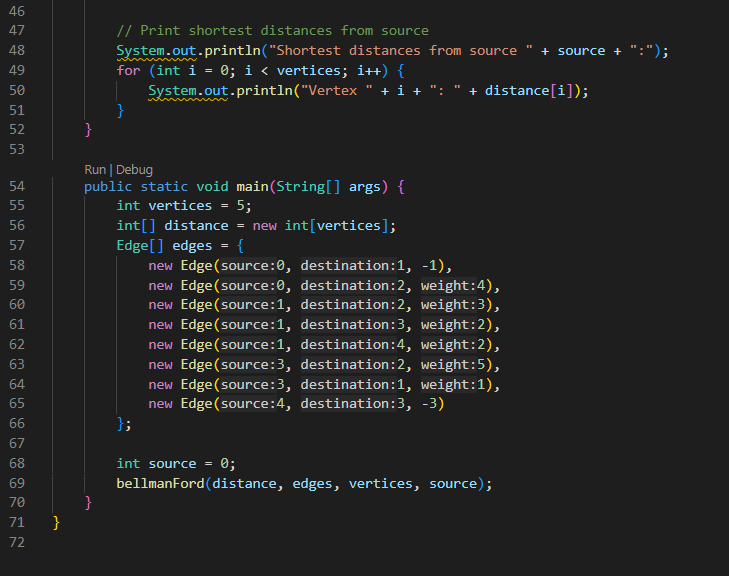 46
47 // Print shortest distances from source
48 System.out.println("Shortest distances from source " + source + ":");
49 for (int i = 0; i < vertices; i++) {
50 System.out.println("Vertex " + i + ": " + distance[i]);
51 }
52 }
53
Run | Debug
54 public static void main(String[] args) {
55 int vertices = 5;
56 int[] distance = new int[vertices];
57 Edge[] edges = {
58 new Edge(source:0, destination:1, -1),
59 new Edge(source:0, destination:2, weight:4),
60 new Edge(source:1, destination:2, weight:3),
61 new Edge(source:1, destination:3, weight:2),
62 new Edge(source:1, destination:4, weight:2),
63 new Edge(source:3, destination:2, weight:5),
64 new Edge(source:3, destination:1, weight:1),
65 new Edge(source:4, destination:3, -3)
66 };
67
68 int source = 0;
69 bellmanFord(distance, edges, vertices, source);
70 }
71 }
72